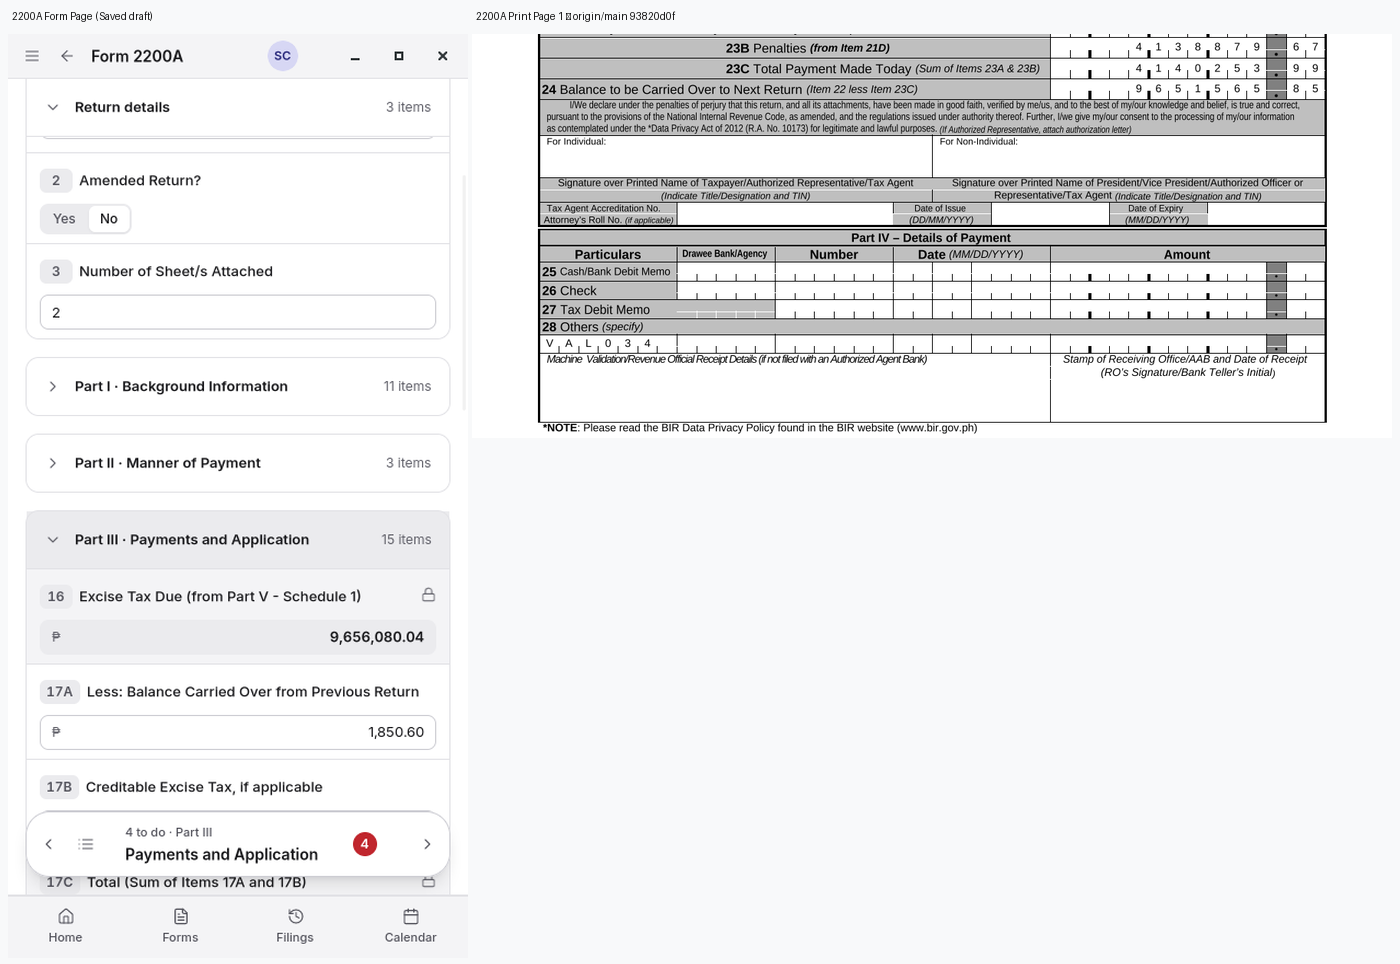 2200A Form Page (Saved draft)
Form 2200A
SC
Return details
3 items
2 Amended Return?
Yes No
3 Number of Sheet/s Attached
2
Part I · Background Information
11 items
Part II · Manner of Payment
3 items
Part III · Payments and Application
15 items
16 Excise Tax Due (from Part V - Schedule 1)
₱ 9,656,080.04
17A Less: Balance Carried Over from Previous Return
₱ 1,850.60
17B Creditable Excise Tax, if applicable
4 to do · Part III
Payments and Application
4
17C Total (Sum of Items 17A and 17B)
Home Forms Filings Calendar
2200A Print Page 1 origin/main 93820d0f
23B Penalties (from Item 21D) 4 1 3 8 8 7 9 . 6 7
23C Total Payment Made Today (Sum of Items 23A & 23B) 4 1 4 0 2 5 3 . 9 9
24 Balance to be Carried Over to Next Return (Item 22 less Item 23C) 9 6 5 1 5 6 5 . 8 5
I/We declare under the penalties of perjury that this return, and all its attachments, have been made in good faith, verified by me/us, and to the best of my/our knowledge and belief, is true and correct,
pursuant to the provisions of the National Internal Revenue Code, as amended, and the regulations issued under authority thereof. Further, I/we give my/our consent to the processing of my/our information
as contemplated under the *Data Privacy Act of 2012 (R.A. No. 10173) for legitimate and lawful purposes. (If Authorized Representative, attach authorization letter)
For Individual: For Non-Individual:
Signature over Printed Name of Taxpayer/Authorized Representative/Tax Agent
(Indicate Title/Designation and TIN)
Signature over Printed Name of President/Vice President/Authorized Officer or
Representative/Tax Agent (Indicate Title/Designation and TIN)
Tax Agent Accreditation No.
Attorney's Roll No. (if applicable)
Date of Issue
(DD/MM/YYYY)
Date of Expiry
(MM/DD/YYYY)
Part IV – Details of Payment
Particulars Drawee Bank/Agency Number Date (MM/DD/YYYY) Amount
25 Cash/Bank Debit Memo
26 Check
27 Tax Debit Memo
28 Others (specify)
V A L 0 3 4
Machine Validation/Revenue Official Receipt Details (if not filed with an Authorized Agent Bank)
Stamp of Receiving Office/AAB and Date of Receipt
(RO's Signature/Bank Teller's Initial)
*NOTE: Please read the BIR Data Privacy Policy found in the BIR website (www.bir.gov.ph)